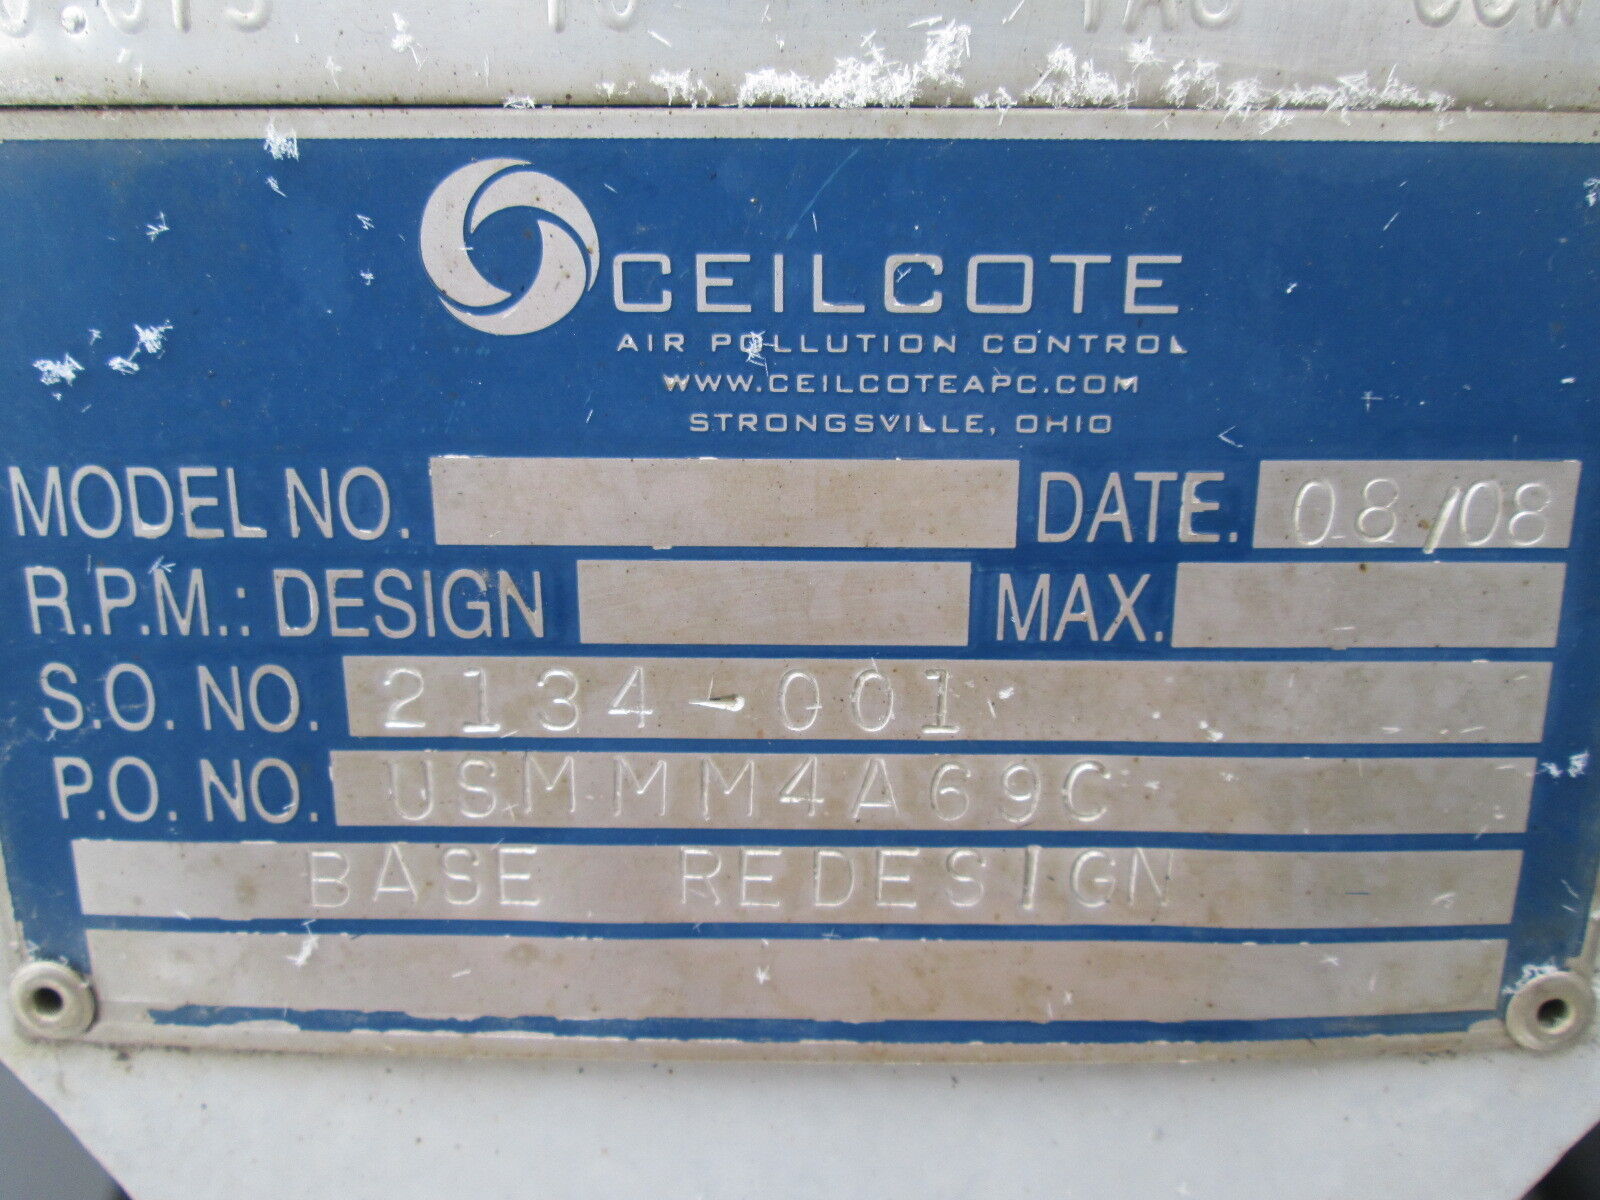 CEILCOTE
AIR POLLUTION CONTROL
WWW.CEILCOTEAPC.COM
STRONGSVILLE, OHIO
MODEL NO. DATE. 08/08
R.P.M.: DESIGN MAX.
S.O. NO. 2134-001
P.O. NO. USMMMM4A69C
BASE REDESIGN